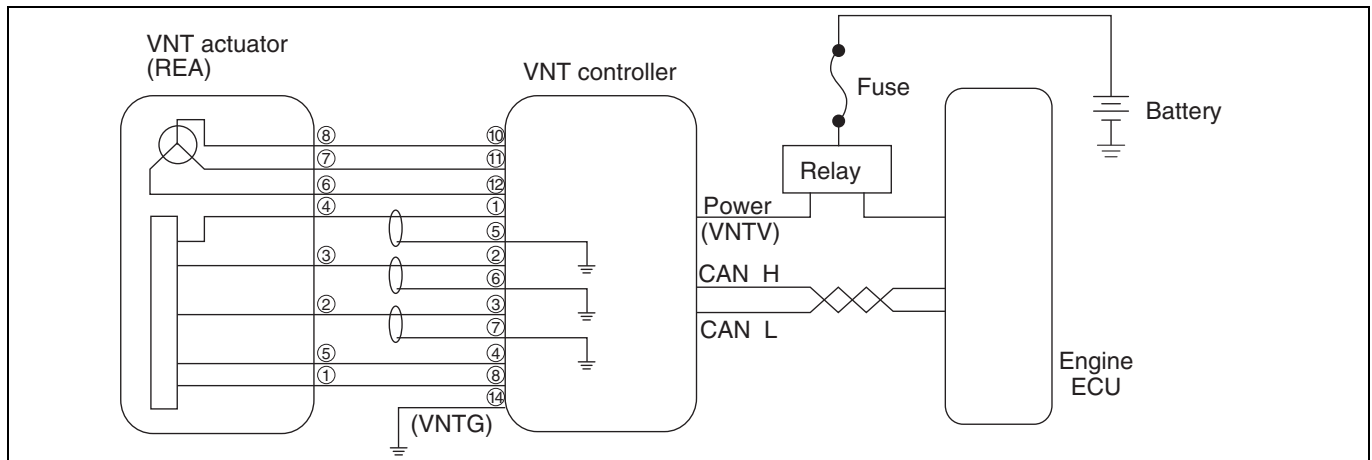 VNT actuator
(REA)
VNT controller
Fuse
Battery
Relay
Power
(VNTV)
CAN H
CAN L
Engine
ECU
⑧ ⑩
⑦ ⑪
⑥ ⑫
④ ①
⑤
③ ②
⑥
② ③
⑦
⑤ ④
① ⑧
⑭
(VNTG)